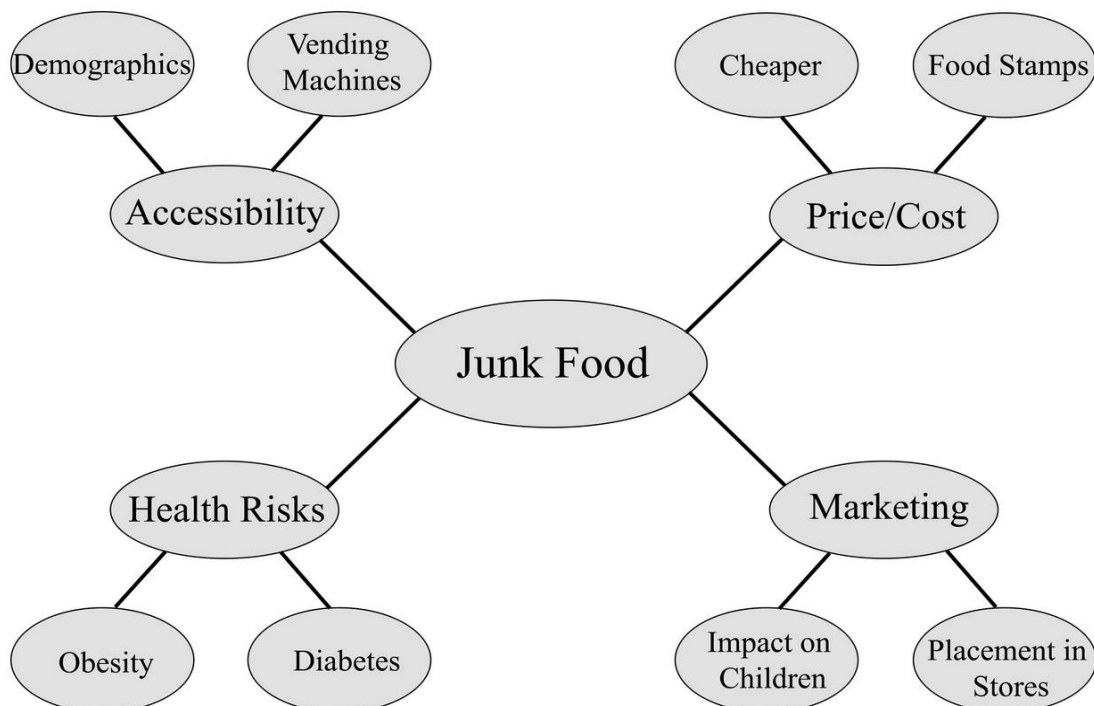 Demographics
Vending
Machines
Cheaper
Food Stamps
Accessibility
Price/Cost
Junk Food
Health Risks
Marketing
Obesity
Diabetes
Impact on
Children
Placement in
Stores